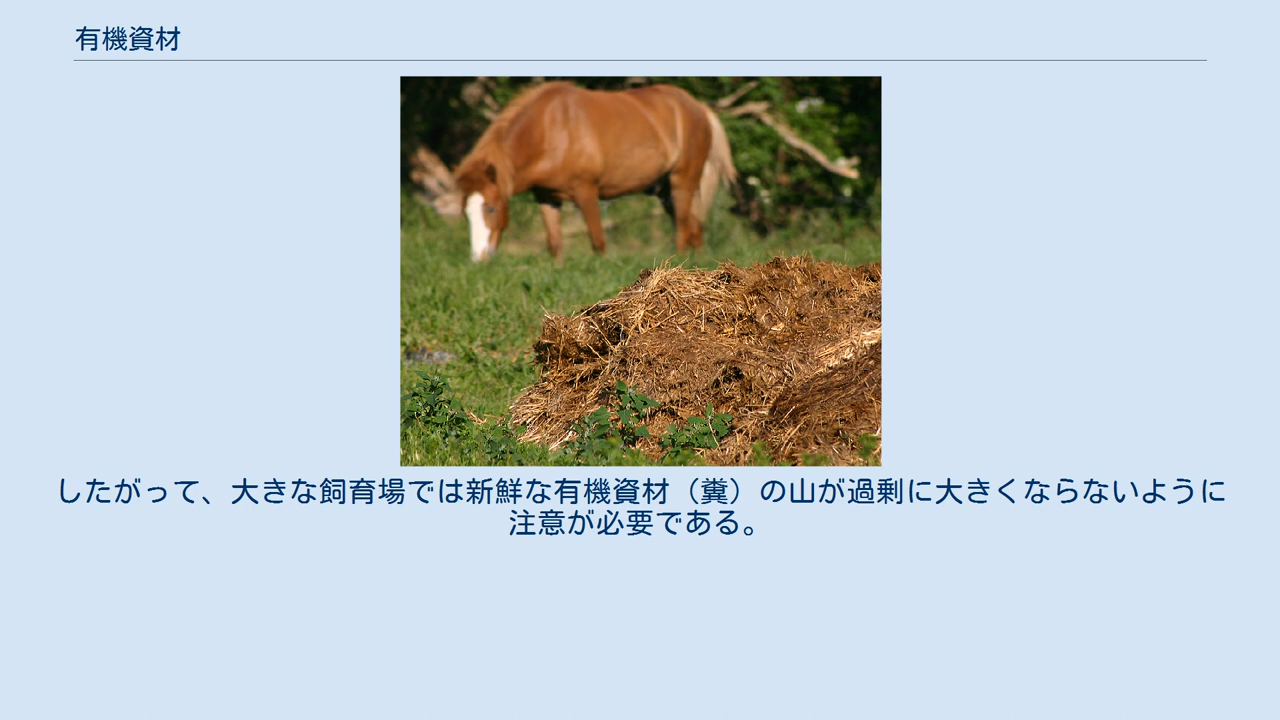 有機資材
したがって、大きな飼育場では新鮮な有機資材（糞）の山が過剰に大きくならないように
注意が必要である。